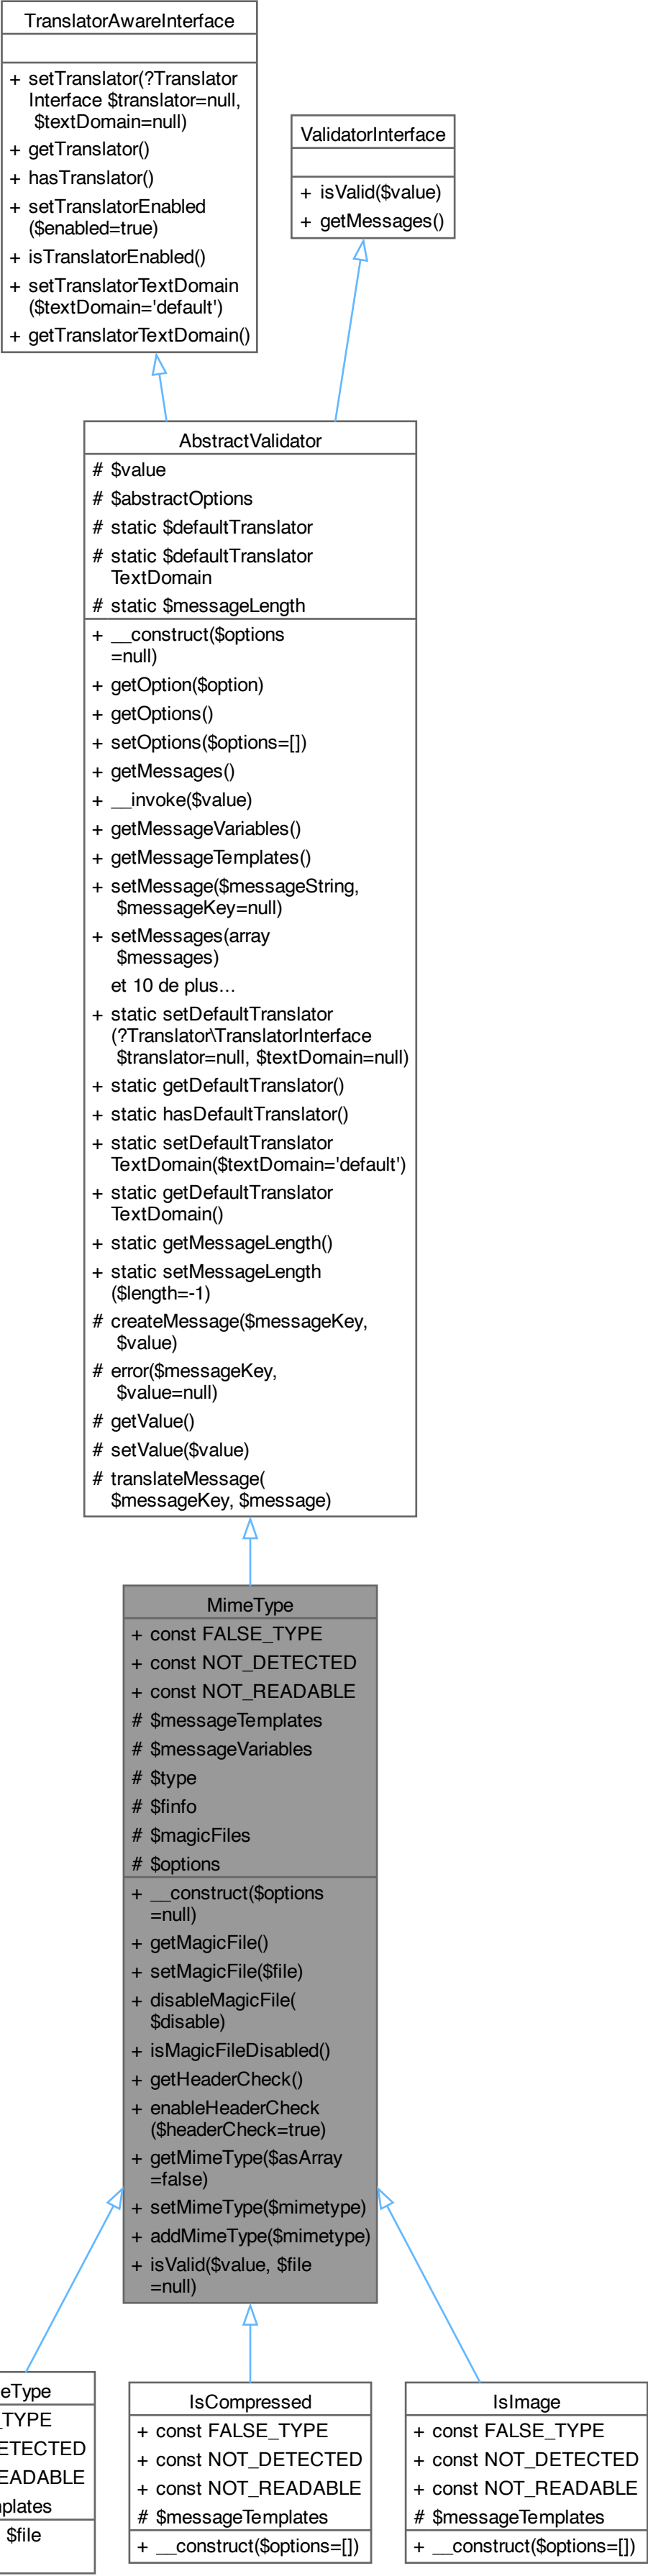 TranslatorAwareInterface
+ setTranslator(?Translator
Interface $translator=null,
$textDomain=null)
+ getTranslator()
+ hasTranslator()
+ setTranslatorEnabled
($enabled=true)
+ isTranslatorEnabled()
+ setTranslatorTextDomain
($textDomain='default')
+ getTranslatorTextDomain()
ValidatorInterface
+ isValid($value)
+ getMessages()
AbstractValidator
# $value
# $abstractOptions
# static $defaultTranslator
# static $defaultTranslator
TextDomain
# static $messageLength
+ __construct($options
=null)
+ getOption($option)
+ getOptions()
+ setOptions($options=[])
+ getMessages()
+ __invoke($value)
+ getMessageVariables()
+ getMessageTemplates()
+ setMessage($messageString,
$messageKey=null)
+ setMessages(array
$messages)
et 10 de plus...
+ static setDefaultTranslator
(?Translator\TranslatorInterface
$translator=null, $textDomain=null)
+ static getDefaultTranslator()
+ static hasDefaultTranslator()
+ static setDefaultTranslator
TextDomain($textDomain='default')
+ static getDefaultTranslator
TextDomain()
+ static getMessageLength()
+ static setMessageLength
($length=-1)
# createMessage($messageKey,
$value)
# error($messageKey,
$value=null)
# getValue()
# setValue($value)
# translateMessage(
$messageKey, $message)
MimeType
+ const FALSE_TYPE
+ const NOT_DETECTED
+ const NOT_READABLE
# $messageTemplates
# $messageVariables
# $type
# $finfo
# $magicFiles
# $options
+ __construct($options
=null)
+ getMagicFile()
+ setMagicFile($file)
+ disableMagicFile(
$disable)
+ isMagicFileDisabled()
+ getHeaderCheck()
+ enableHeaderCheck
($headerCheck=true)
+ getMimeType($asArray
=false)
+ setMimeType($mimetype)
+ addMimeType($mimetype)
+ isValid($value, $file
=null)
eType
_TYPE
ETECTED
EADABLE
plates
$file
IsCompressed
+ const FALSE_TYPE
+ const NOT_DETECTED
+ const NOT_READABLE
# $messageTemplates
+ __construct($options=[])
IsImage
+ const FALSE_TYPE
+ const NOT_DETECTED
+ const NOT_READABLE
# $messageTemplates
+ __construct($options=[])